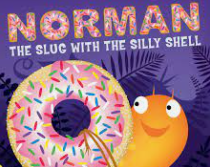 NORMAN
THE SLUG WITH THE SILLY SHELL